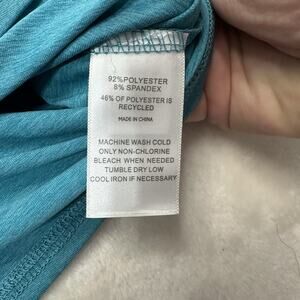 92%POLYESTER
8% SPANDEX
46% OF POLYESTER IS
RECYCLED
MADE IN CHINA
MACHINE WASH COLD
ONLY NON-CHLORINE
BLEACH WHEN NEEDED
TUMBLE DRY LOW
COOL IRON IF NECESSARY